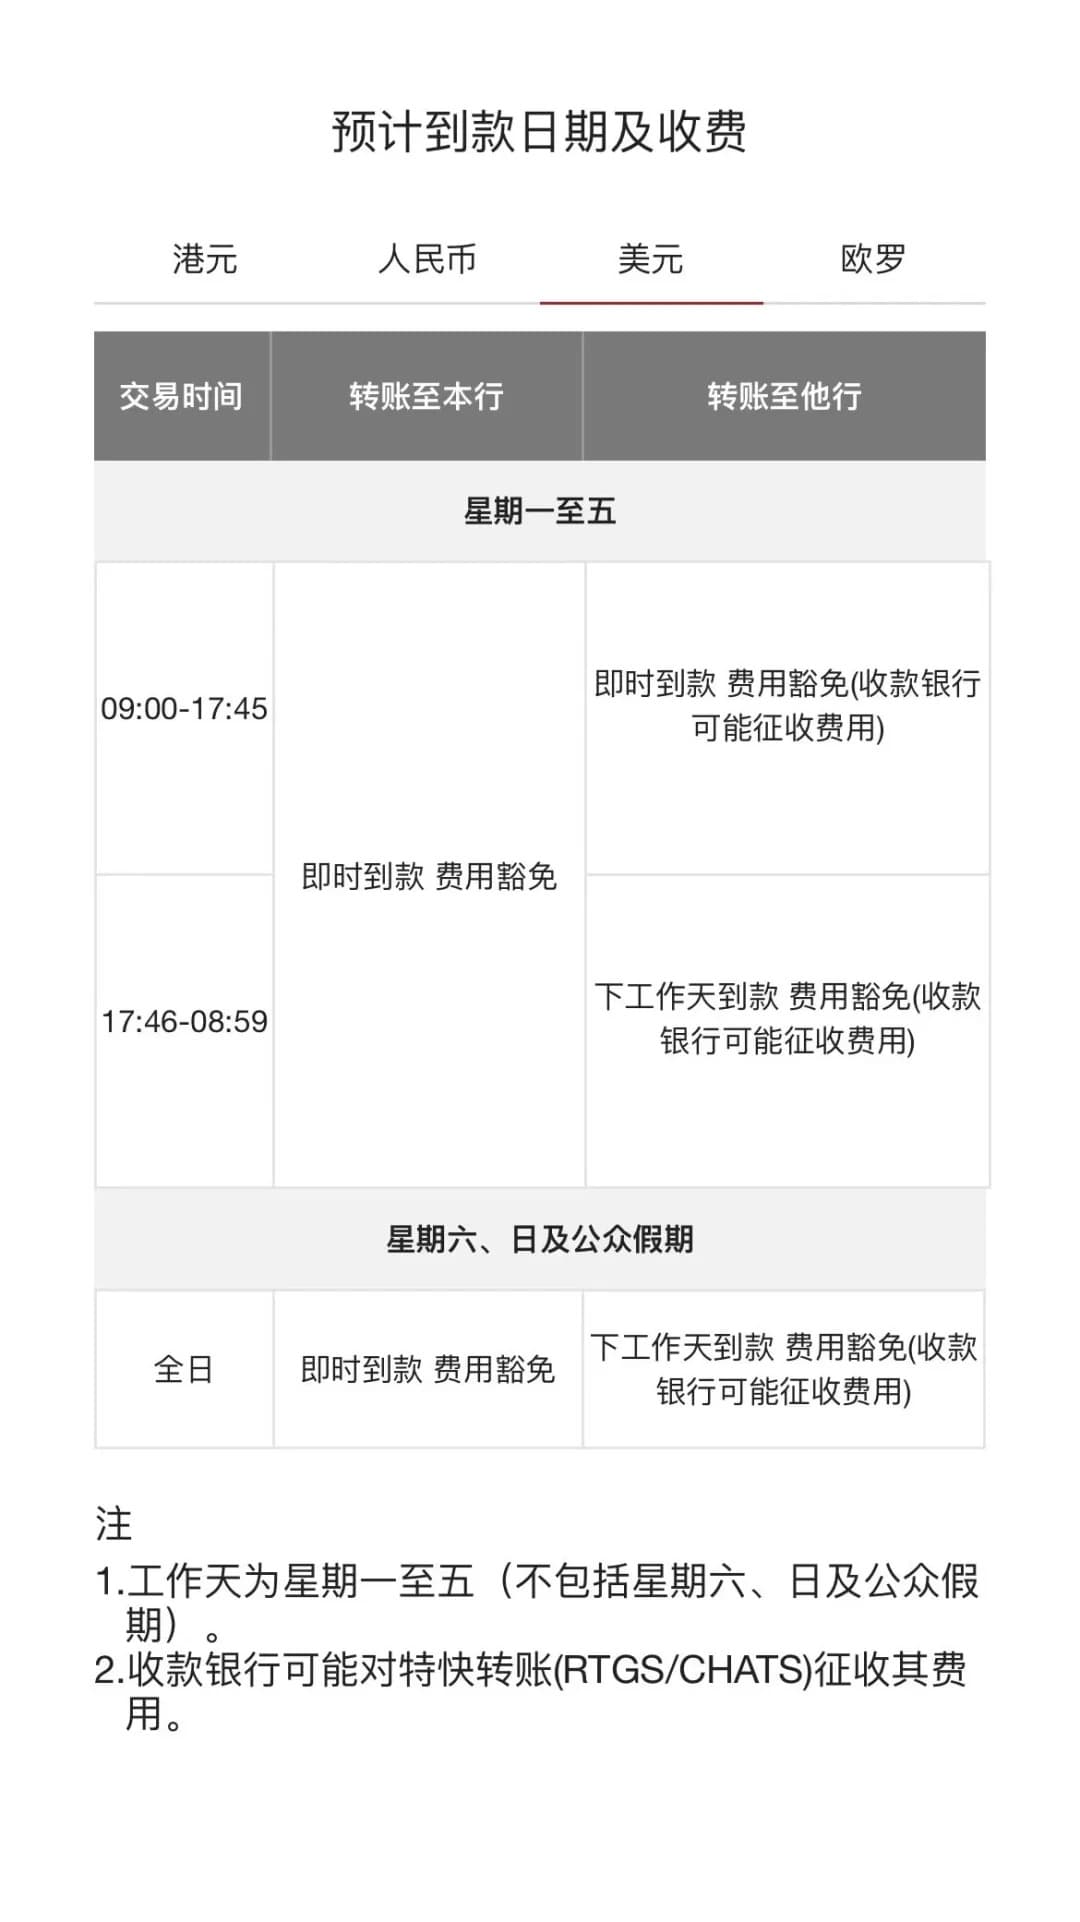 预计到款日期及收费
港元 人民币 美元 欧罗
交易时间 转账至本行 转账至他行
星期一至五
09:00-17:45
即时到款 费用豁免(收款银行
可能征收费用)
即时到款 费用豁免
17:46-08:59
下工作天到款 费用豁免(收款
银行可能征收费用)
星期六、日及公众假期
全日
即时到款 费用豁免
下工作天到款 费用豁免(收款
银行可能征收费用)
注
1.工作天为星期一至五（不包括星期六、日及公众假
期）。
2.收款银行可能对特快转账(RTGS/CHATS)征收其费
用。